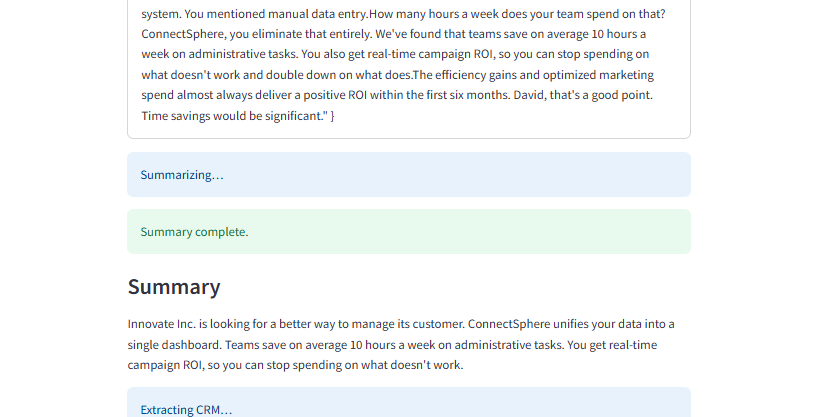 system. You mentioned manual data entry.How many hours a week does your team spend on that?
ConnectSphere, you eliminate that entirely. We've found that teams save on average 10 hours a
week on administrative tasks. You also get real-time campaign ROI, so you can stop spending on
what doesn't work and double down on what does.The efficiency gains and optimized marketing
spend almost always deliver a positive ROI within the first six months. David, that's a good point.
Time savings would be significant." }
Summarizing...
Summary complete.
Summary
Innovate Inc. is looking for a better way to manage its customer. ConnectSphere unifies your data into a
single dashboard. Teams save on average 10 hours a week on administrative tasks. You get real-time
campaign ROI, so you can stop spending on what doesn't work.
Extracting CRM...